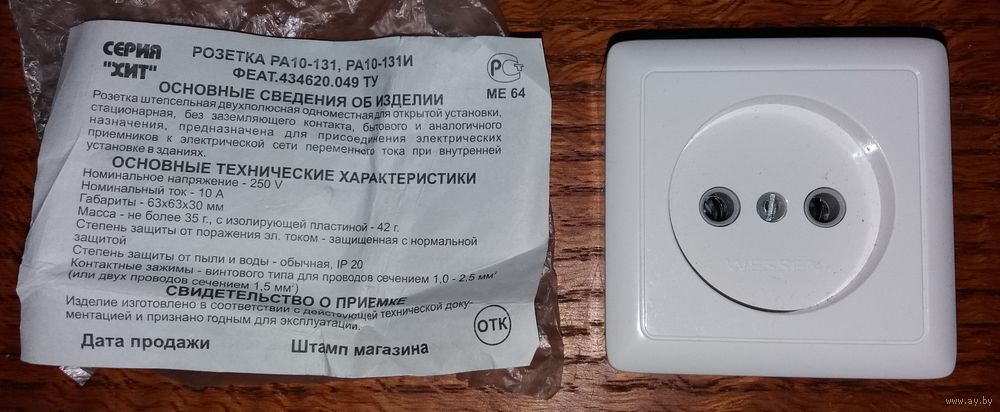 СЕРИЯ
"ХИТ"
РОЗЕТКА РА10-131, РА10-131И
ФЕАТ.434620.049 ТУ
РС
МЕ 64
ОСНОВНЫЕ СВЕДЕНИЯ ОБ ИЗДЕЛИИ
Розетка штепсельная двухполюсная одноместная для открытой установки,
стационарная, без заземляющего контакта, бытового и аналогичного
назначения, предназначена для присоединения электрических
приемников к электрической сети переменного тока при внутренней
установке в зданиях.
ОСНОВНЫЕ ТЕХНИЧЕСКИЕ ХАРАКТЕРИСТИКИ
Номинальное напряжение - 250 V
Номинальный ток - 10 А
Габариты - 63х63х30 мм
Масса - не более 35 г., с изолирующей пластиной - 42 г.
Степень защиты от поражения эл. током - защищенная с нормальной
защитой
Степень защиты от пыли и воды - обычная, IP 20
Контактные зажимы - винтового типа для проводов сечением 1,0 - 2,5 мм²
(или двух проводов сечением 1,5 мм²)
СВИДЕТЕЛЬСТВО О ПРИЕМКЕ
Изделие изготовлено в соответствии с действующей технической доку-
ментацией и признано годным для эксплуатации.
ОТК
Дата продажи Штамп магазина
WESSEN
www.ay.by